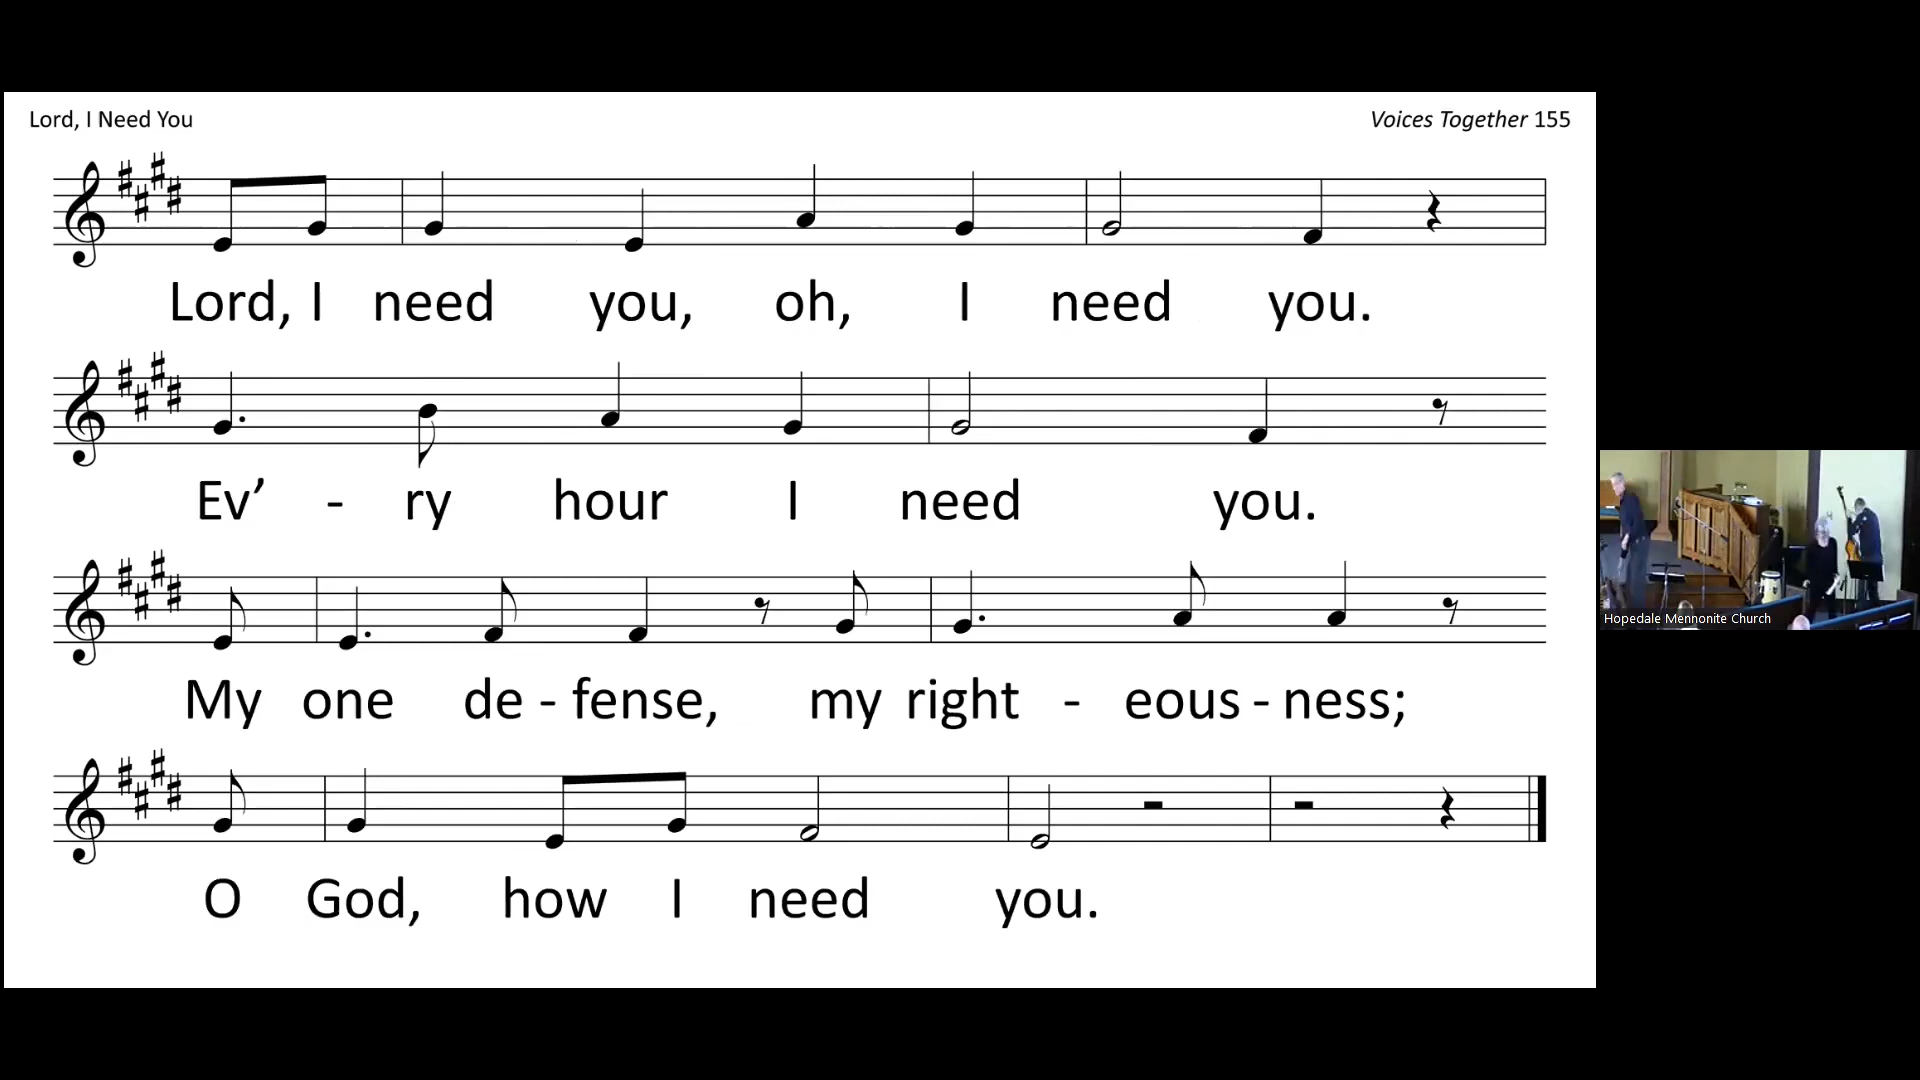 Lord, I Need You
Voices Together 155
Lord, I need you, oh, I need you.
Ev’ - ry hour I need you.
My one de - fense, my right - eous - ness;
O God, how I need you.
Hopedale Mennonite Church